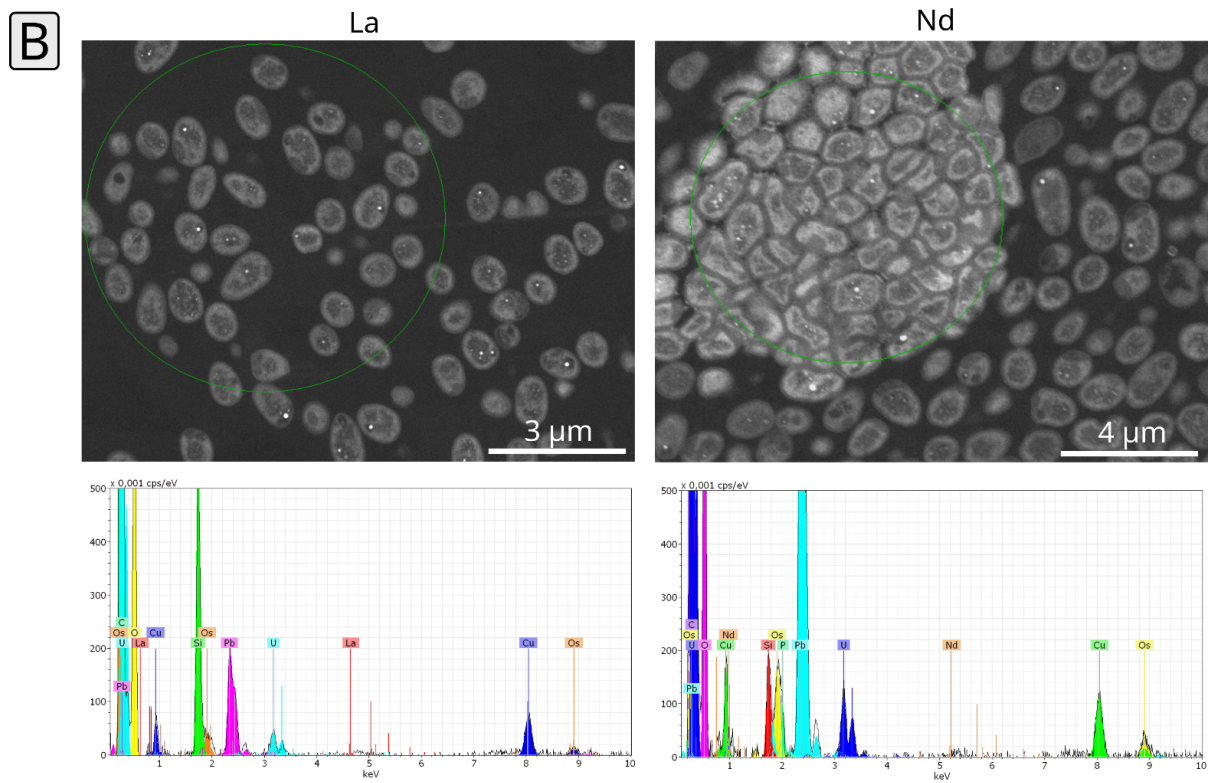 B
La
Nd
3 µm
4 µm
x 0,001 cps/eV
500
400
300
200
100
0
C
Os O
U La Cu Si Os Pb U La Cu Os
Pb
1 2 3 4 5 6 7 8 9 10
keV
x 0,001 cps/eV
500
400
300
200
100
0
C
Os Nd Os
U O Cu Si P Pb U Nd Cu Os
Pb
1 2 3 4 5 6 7 8 9 10
keV